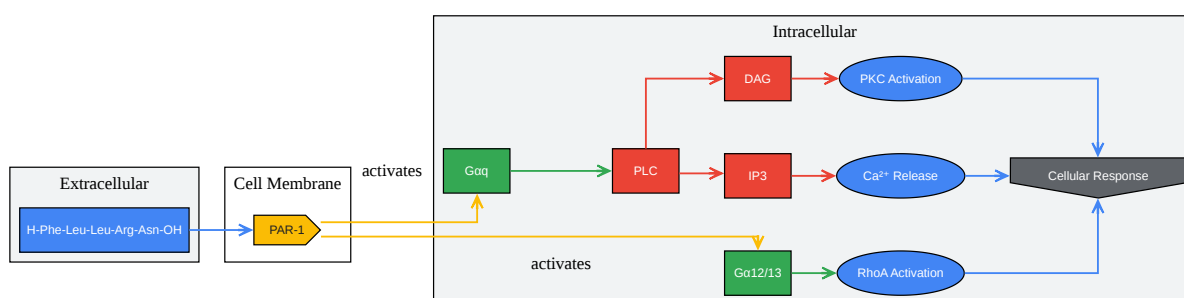 Intracellular
DAG
PKC Activation
activates
Gαq
PLC
IP3
Ca²⁺ Release
Cellular Response
Extracellular
Cell Membrane
H-Phe-Leu-Leu-Arg-Asn-OH
PAR-1
activates
Gα12/13
RhoA Activation